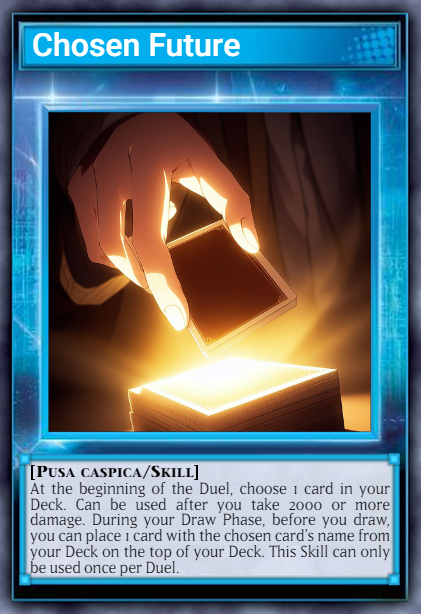 Chosen Future
[Pusa caspica/Skill]
At the beginning of the Duel, choose 1 card in your
Deck. Can be used after you take 2000 or more
damage. During your Draw Phase, before you draw,
you can place 1 card with the chosen card's name from
your Deck on the top of your Deck. This Skill can only
be used once per Duel.